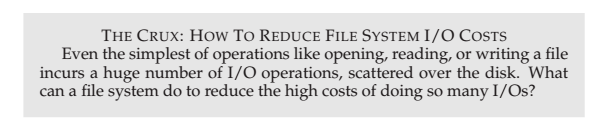 THE CRUX: HOW TO REDUCE FILE SYSTEM I/O COSTS
Even the simplest of operations like opening, reading, or writing a file
incurs a huge number of I/O operations, scattered over the disk. What
can a file system do to reduce the high costs of doing so many I/Os?